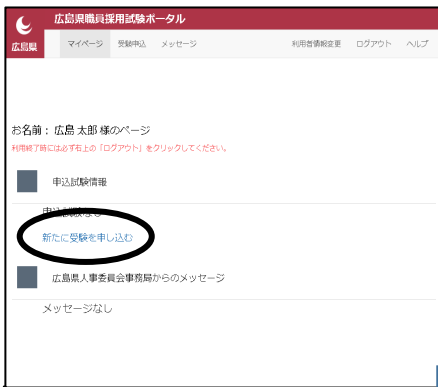 広島県職員採用試験ポータル
広島県
マイページ 受験申込 メッセージ 利用者情報変更 ログアウト ヘルプ
お名前：広島 太郎 様のページ
利用終了時には必ず右上の「ログアウト」をクリックしてください。
申込試験情報
申込試験なし
新たに受験を申し込む
広島県人事委員会事務局からのメッセージ
メッセージなし